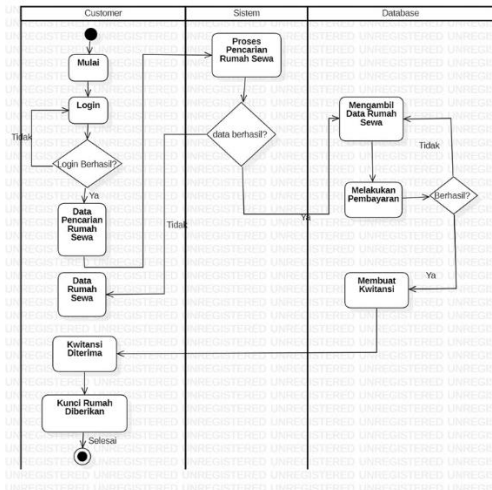 Customer
Sistem
Database
Mulai
Login
Tidak
Login Berhasil?
Ya
Data
Pencarian
Rumah
Sewa
Data
Rumah
Sewa
Kwitansi
Diterima
Kunci Rumah
Diberikan
Selesai
Proses
Pencarian
Rumah Sewa
data berhasil?
Tidak
Ya
Mengambil
Data Rumah
Sewa
Tidak
Melakukan
Pembayaran
Berhasil?
Ya
Membuat
Kwitansi
UNREGISTERED